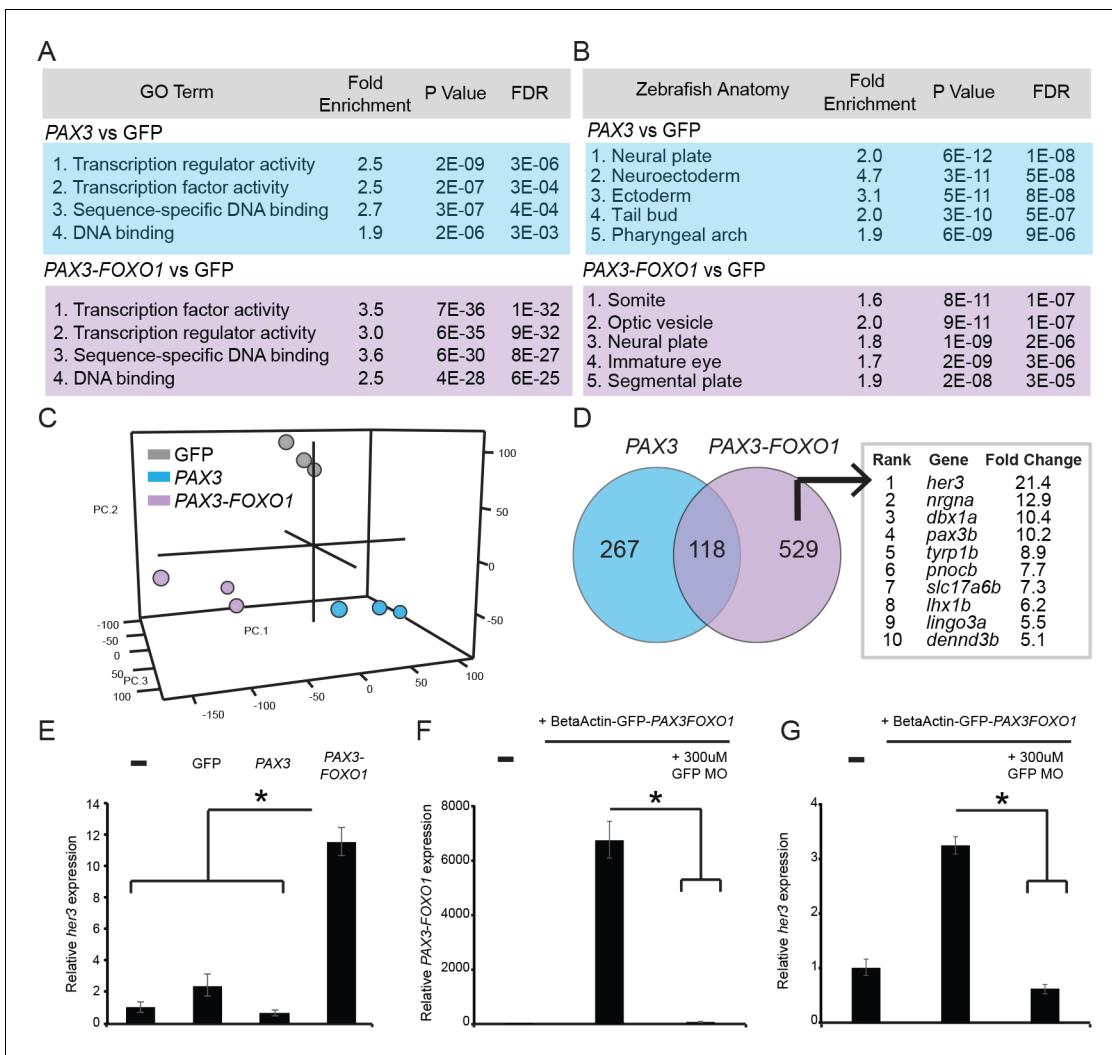 A
GO Term Fold Enrichment P Value FDR
PAX3 vs GFP
1. Transcription regulator activity 2.5 2E-09 3E-06
2. Transcription factor activity 2.5 2E-07 3E-04
3. Sequence-specific DNA binding 2.7 3E-07 4E-04
4. DNA binding 1.9 2E-06 3E-03
PAX3-FOXO1 vs GFP
1. Transcription factor activity 3.5 7E-36 1E-32
2. Transcription regulator activity 3.0 6E-35 9E-32
3. Sequence-specific DNA binding 3.6 6E-30 8E-27
4. DNA binding 2.5 4E-28 6E-25
B
Zebrafish Anatomy Fold Enrichment P Value FDR
PAX3 vs GFP
1. Neural plate 2.0 6E-12 1E-08
2. Neuroectoderm 4.7 3E-11 5E-08
3. Ectoderm 3.1 5E-11 8E-08
4. Tail bud 2.0 3E-10 5E-07
5. Pharyngeal arch 1.9 6E-09 9E-06
PAX3-FOXO1 vs GFP
1. Somite 1.6 8E-11 1E-07
2. Optic vesicle 2.0 9E-11 1E-07
3. Neural plate 1.8 1E-09 2E-06
4. Immature eye 1.7 2E-09 3E-06
5. Segmental plate 1.9 2E-08 3E-05
C
GFP
PAX3
PAX3-FOXO1
PC.2
100
50
0
-50
PC.1
-100
-50
0
50
100
PC.3
-150
-100
-50
0
50
100
D
PAX3 PAX3-FOXO1
267 118 529
Rank Gene Fold Change
1 her3 21.4
2 nrgna 12.9
3 dbx1a 10.4
4 pax3b 10.2
5 tyrp1b 8.9
6 pnocb 7.7
7 slc17a6b 7.3
8 lhx1b 6.2
9 lingo3a 5.5
10 dennd3b 5.1
E
– GFP PAX3 PAX3-FOXO1
*
Relative her3 expression
14
12
10
8
6
4
2
0
F
+ BetaActin-GFP-PAX3FOXO1
–
+ 300uM
GFP MO
*
Relative PAX3-FOXO1 expression
8000
6000
4000
2000
0
G
+ BetaActin-GFP-PAX3FOXO1
–
+ 300uM
GFP MO
*
Relative her3 expression
4
3
2
1
0